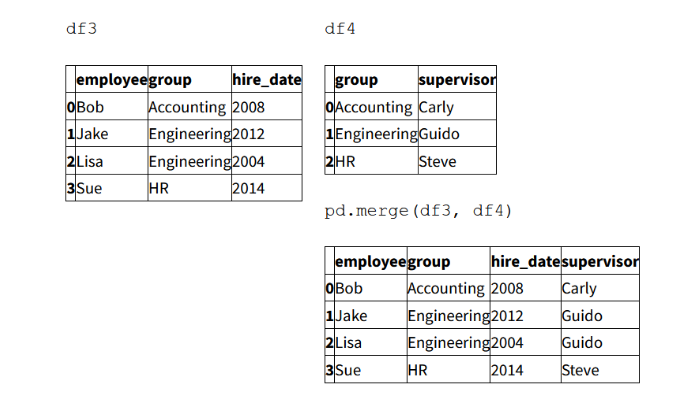 df3
employee group hire_date
0 Bob Accounting 2008
1 Jake Engineering 2012
2 Lisa Engineering 2004
3 Sue HR 2014
df4
group supervisor
0 Accounting Carly
1 Engineering Guido
2 HR Steve
pd.merge(df3, df4)
employee group hire_date supervisor
0 Bob Accounting 2008 Carly
1 Jake Engineering 2012 Guido
2 Lisa Engineering 2004 Guido
3 Sue HR 2014 Steve